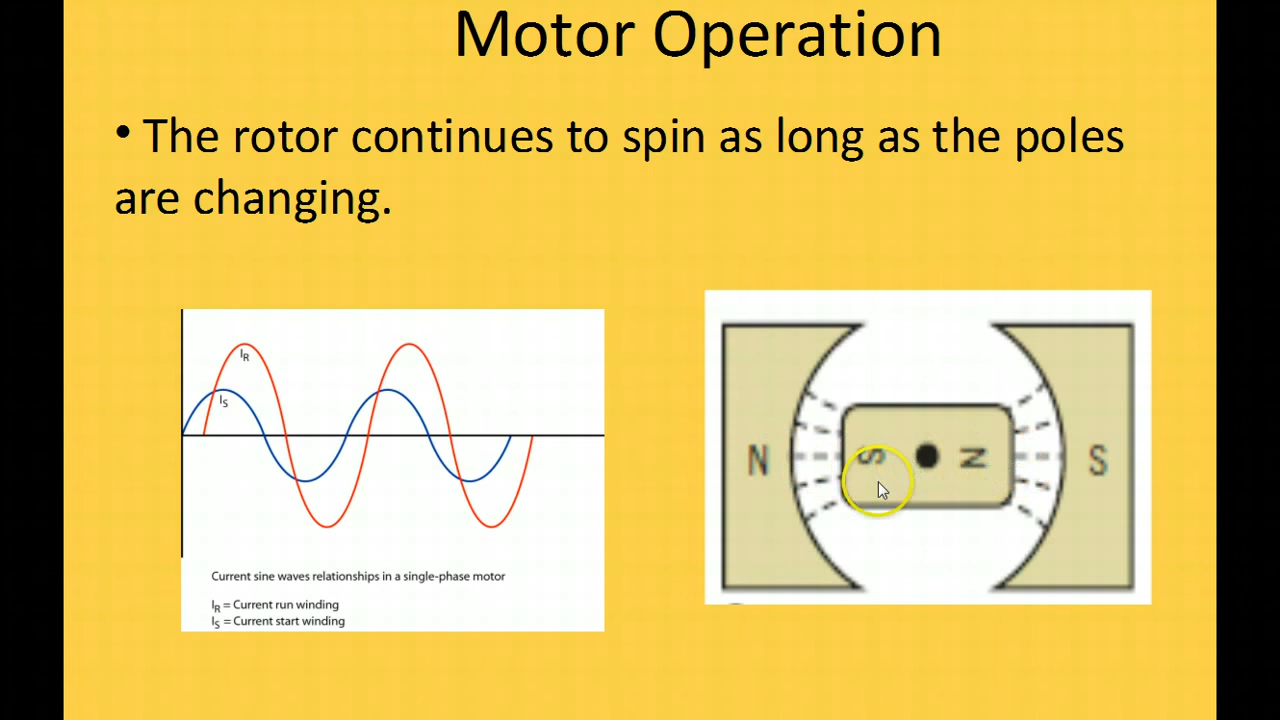 Motor Operation
• The rotor continues to spin as long as the poles
are changing.
IR
IS
Current sine waves relationships in a single-phase motor
IR = Current run winding
IS = Current start winding
N S N S